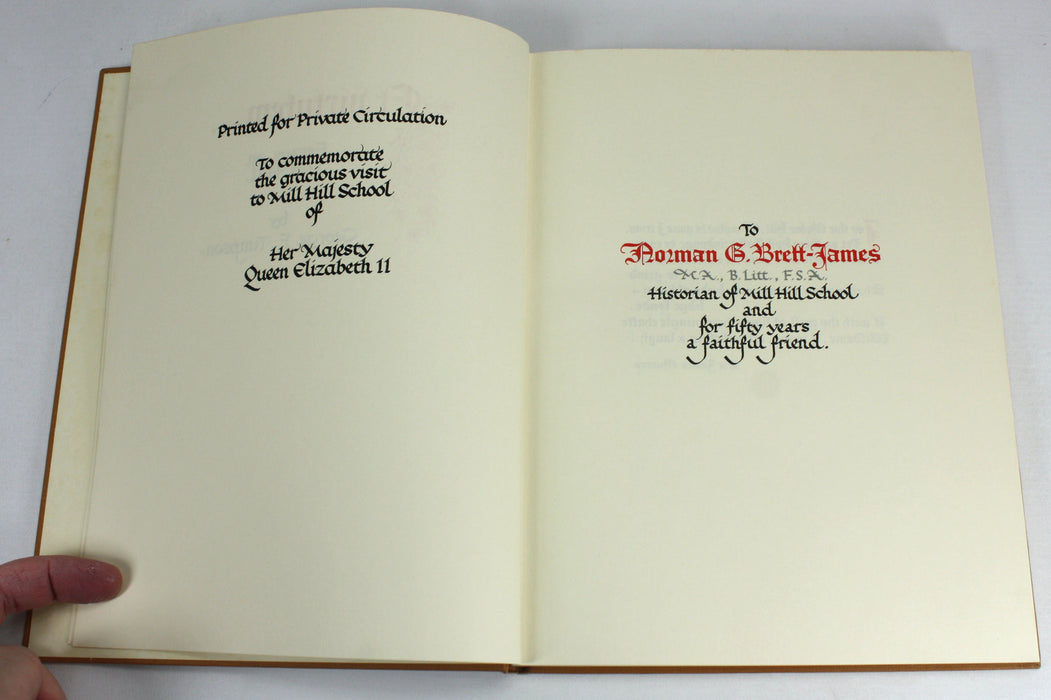 Printed for Private Circulation
To commemorate
the gracious visit
to Mill Hill School
of
Her Majesty
Queen Elizabeth II
To
Norman G. Brett-James
M.A., B.Litt., F.S.A.
Historian of Mill Hill School
and
for fifty years
a faithful friend.